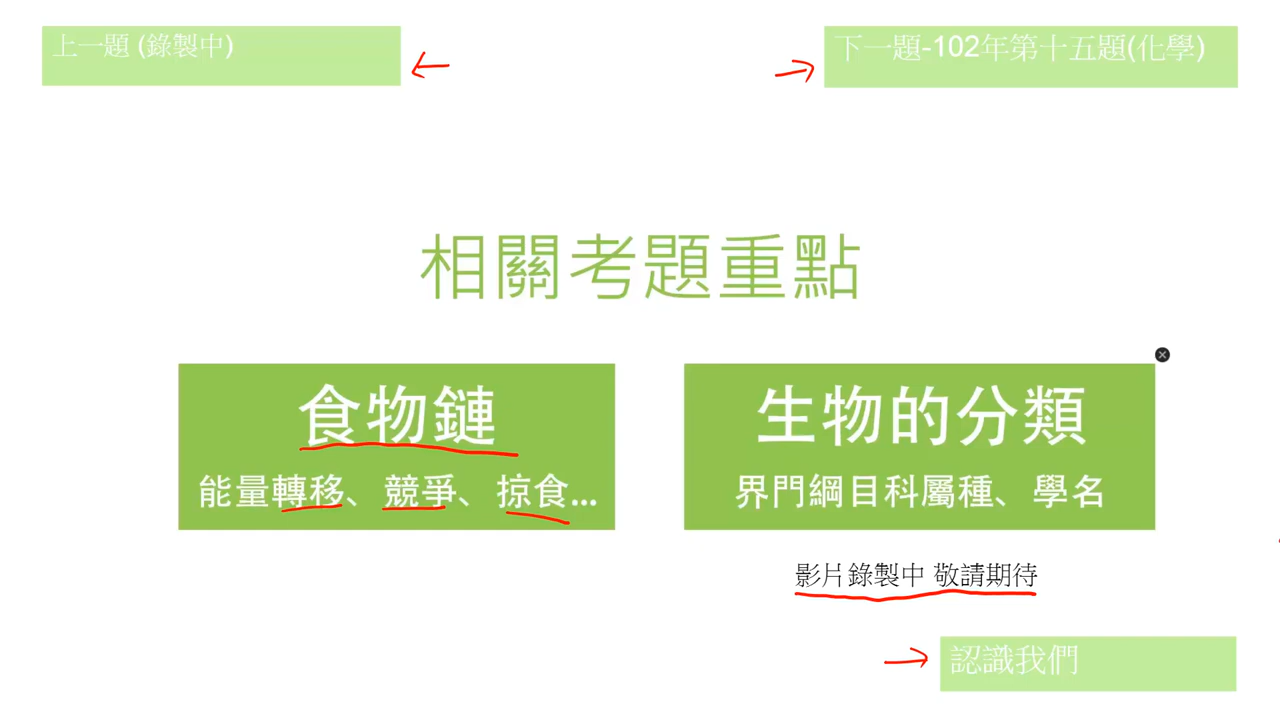 上一題 (錄製中)
下一題-102年第十五題(化學)
相關考題重點
食物鏈
能量轉移、競爭、掠食...
生物的分類
界門綱目科屬種、學名
影片錄製中 敬請期待
認識我們